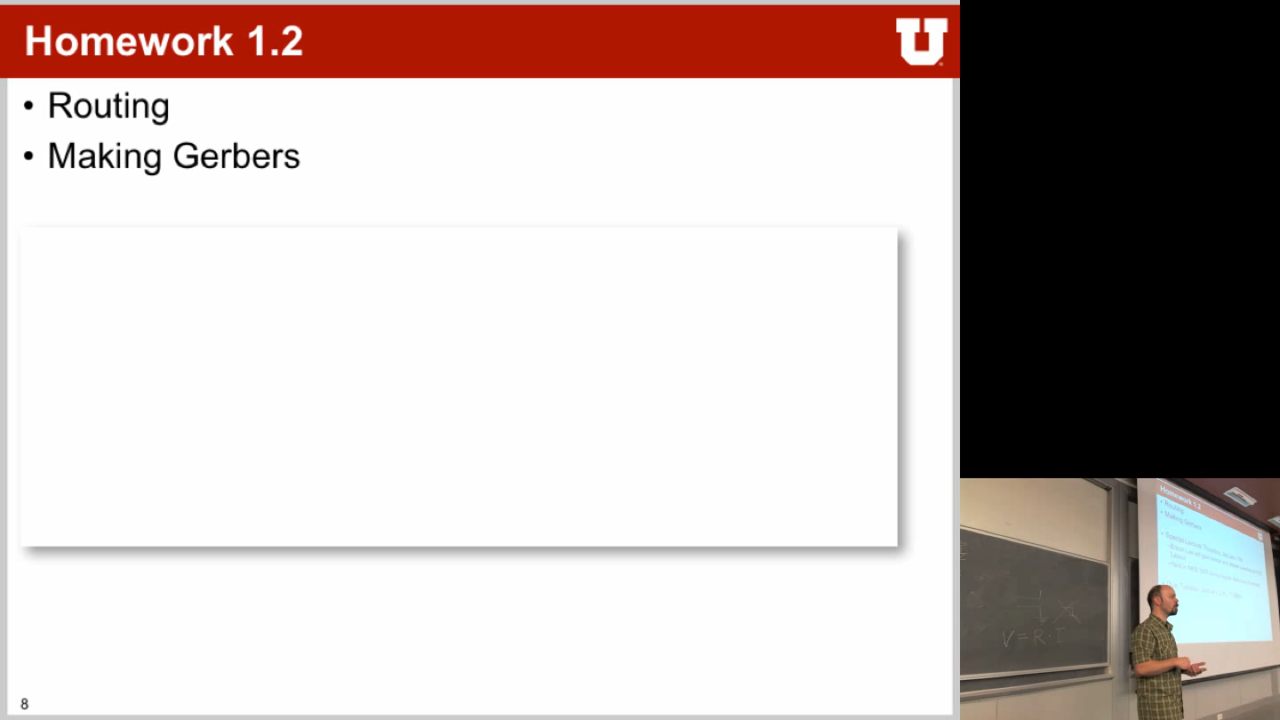 Homework 1.2
U
• Routing
• Making Gerbers
8
Homework 1.2
• Routing
• Making Gerbers
V = R · I